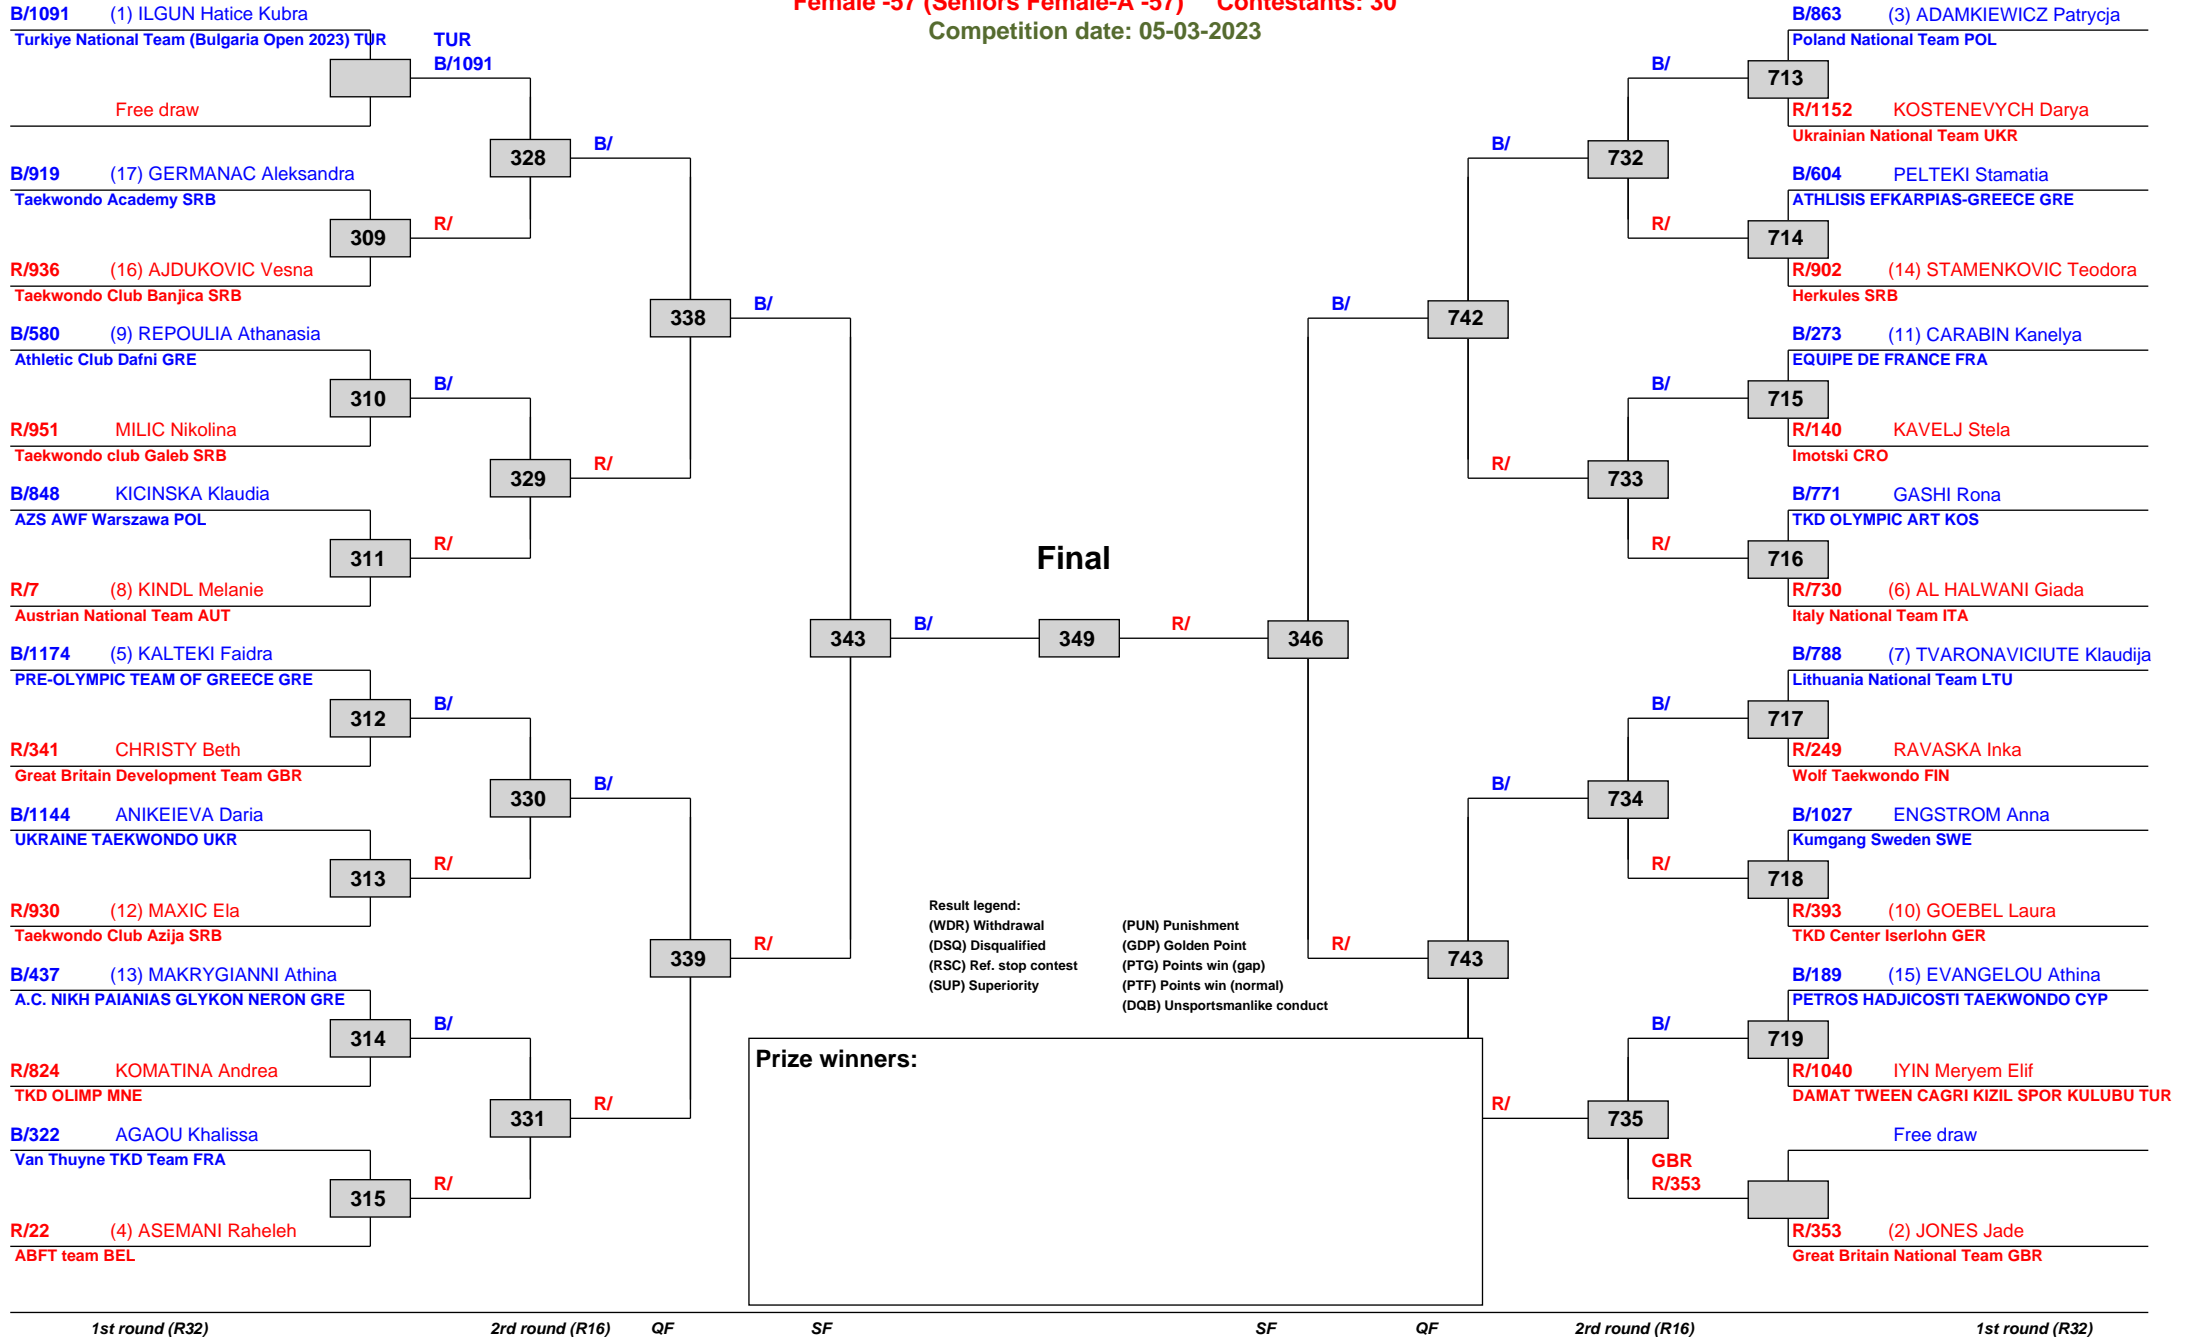 Female -57 (Seniors Female-A -57) Contestants: 30
Competition date: 05-03-2023
B/1091 (1) ILGUN Hatice Kubra
Turkiye National Team (Bulgaria Open 2023) TUR
TUR
B/1091
Free draw
328
B/
B/919 (17) GERMANAC Aleksandra
Taekwondo Academy SRB
309
R/
R/936 (16) AJDUKOVIC Vesna
Taekwondo Club Banjica SRB
338
B/
B/580 (9) REPOULIA Athanasia
Athletic Club Dafni GRE
310
B/
R/951 MILIC Nikolina
Taekwondo club Galeb SRB
329
R/
B/848 KICINSKA Klaudia
AZS AWF Warszawa POL
311
R/
R/7 (8) KINDL Melanie
Austrian National Team AUT
343
B/
B/1174 (5) KALTEKI Faidra
PRE-OLYMPIC TEAM OF GREECE GRE
312
B/
R/341 CHRISTY Beth
Great Britain Development Team GBR
330
B/
B/1144 ANIKEIEVA Daria
UKRAINE TAEKWONDO UKR
313
R/
R/930 (12) MAXIC Ela
Taekwondo Club Azija SRB
339
R/
B/437 (13) MAKRYGIANNI Athina
A.C. NIKH PAIANIAS GLYKON NERON GRE
314
B/
R/824 KOMATINA Andrea
TKD OLIMP MNE
331
R/
B/322 AGAOU Khalissa
Van Thuyne TKD Team FRA
315
R/
R/22 (4) ASEMANI Raheleh
ABFT team BEL
Final
349
R/
346
Result legend:
(WDR) Withdrawal
(DSQ) Disqualified
(RSC) Ref. stop contest
(SUP) Superiority
(PUN) Punishment
(GDP) Golden Point
(PTG) Points win (gap)
(PTF) Points win (normal)
(DQB) Unsportsmanlike conduct
Prize winners:
B/863 (3) ADAMKIEWICZ Patrycja
Poland National Team POL
B/
713
R/1152 KOSTENEVYCH Darya
Ukrainian National Team UKR
B/
732
B/604 PELTEKI Stamatia
ATHLISIS EFKARPIAS-GREECE GRE
R/
714
R/902 (14) STAMENKOVIC Teodora
Herkules SRB
B/
742
B/273 (11) CARABIN Kanelya
EQUIPE DE FRANCE FRA
B/
715
R/140 KAVELJ Stela
Imotski CRO
R/
733
B/771 GASHI Rona
TKD OLYMPIC ART KOS
R/
716
R/730 (6) AL HALWANI Giada
Italy National Team ITA
B/788 (7) TVARONAVICIUTE Klaudija
Lithuania National Team LTU
B/
717
R/249 RAVASKA Inka
Wolf Taekwondo FIN
B/
734
B/1027 ENGSTROM Anna
Kumgang Sweden SWE
R/
718
R/393 (10) GOEBEL Laura
TKD Center Iserlohn GER
R/
743
B/189 (15) EVANGELOU Athina
PETROS HADJICOSTI TAEKWONDO CYP
B/
719
R/1040 IYIN Meryem Elif
DAMAT TWEEN CAGRI KIZIL SPOR KULUBU TUR
R/
735
Free draw
GBR
R/353
R/353 (2) JONES Jade
Great Britain National Team GBR
1st round (R32) 2rd round (R16) QF SF SF QF 2rd round (R16) 1st round (R32)